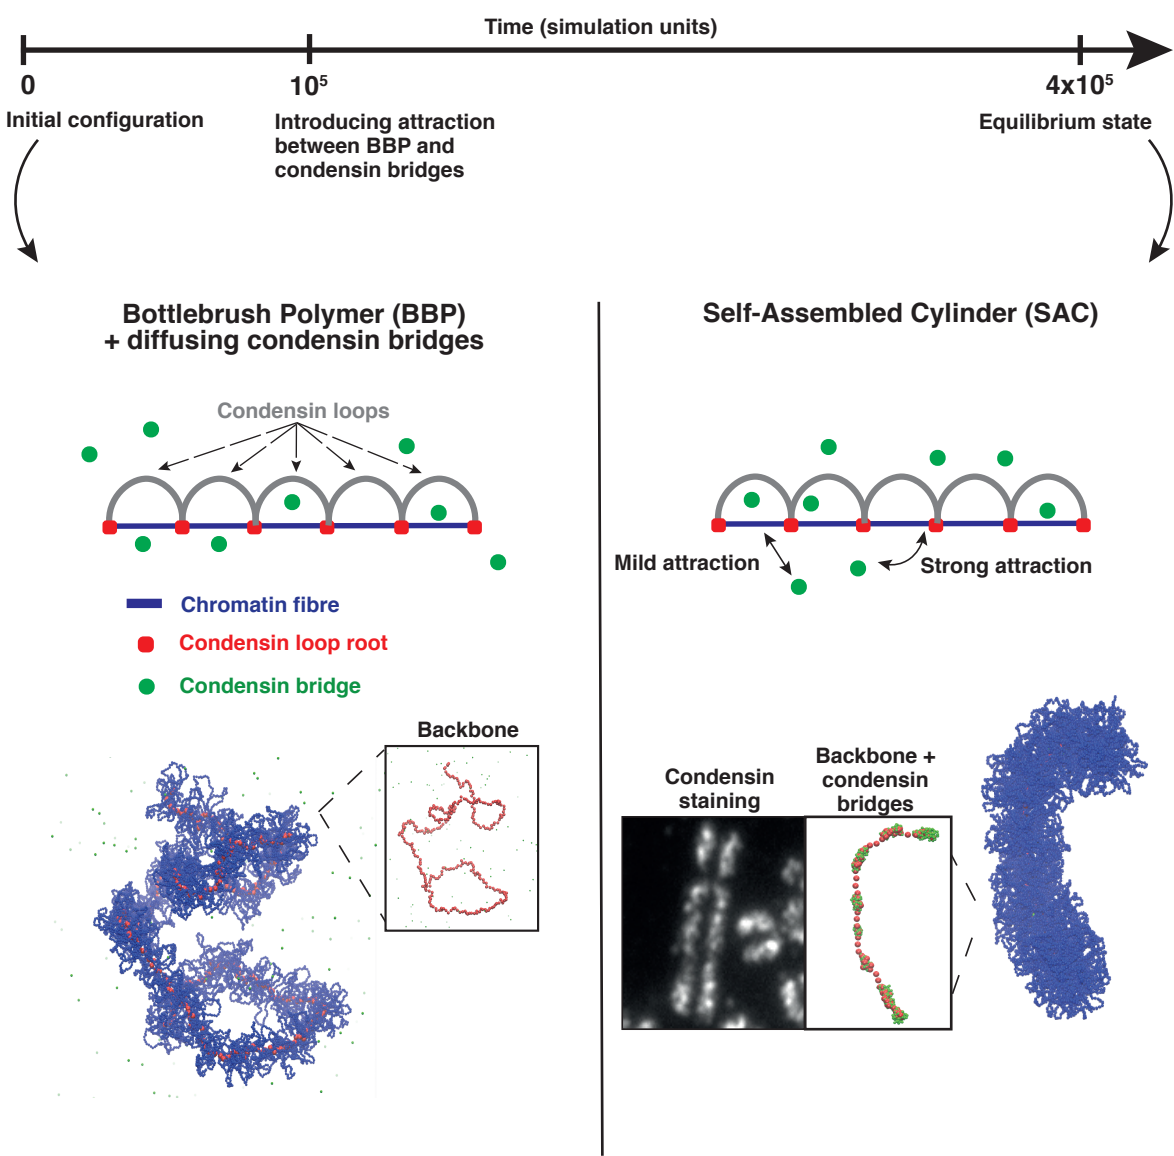 Time (simulation units)
0
10⁵
4x10⁵
Initial configuration
Introducing attraction
between BBP and
condensin bridges
Equilibrium state
Bottlebrush Polymer (BBP)
+ diffusing condensin bridges
Condensin loops
Chromatin fibre
Condensin loop root
Condensin bridge
Backbone
Self-Assembled Cylinder (SAC)
Mild attraction
Strong attraction
Condensin
staining
Backbone +
condensin
bridges